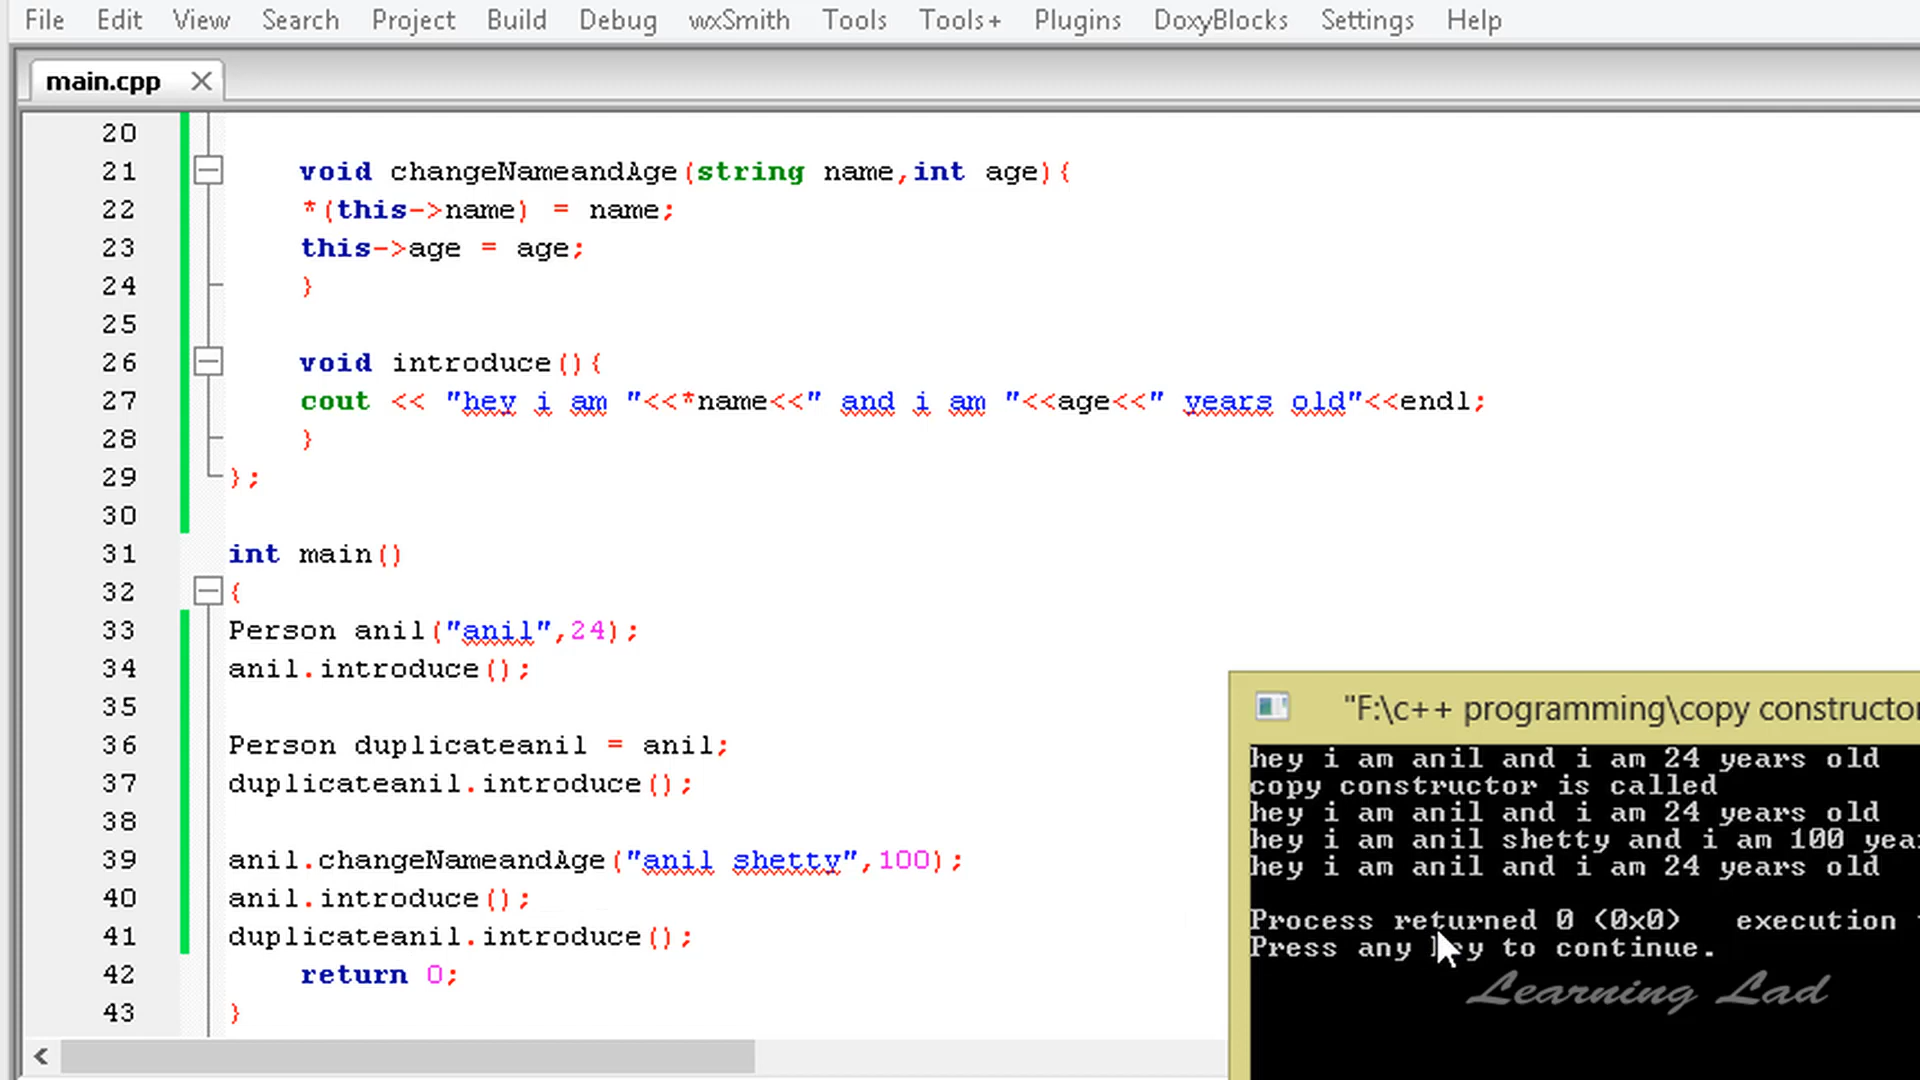 File Edit View Search Project Build Debug wxSmith Tools Tools+ Plugins DoxyBlocks Settings Help
main.cpp
20
21 void changeNameandAge(string name,int age){
22 *(this->name) = name;
23 this->age = age;
24 }
25
26 void introduce(){
27 cout << "hey i am "<<*name<<" and i am "<<age<<" years old"<<endl;
28 }
29 };
30
31 int main()
32 {
33 Person anil("anil",24);
34 anil.introduce();
35
36 Person duplicateanil = anil;
37 duplicateanil.introduce();
38
39 anil.changeNameandAge("anil shetty",100);
40 anil.introduce();
41 duplicateanil.introduce();
42 return 0;
43 }
"F:\c++ programming\copy constructor
hey i am anil and i am 24 years old
copy constructor is called
hey i am anil and i am 24 years old
hey i am anil shetty and i am 100 yea
hey i am anil and i am 24 years old
Process returned 0 (0x0) execution
Press any key to continue.
Learning Lad